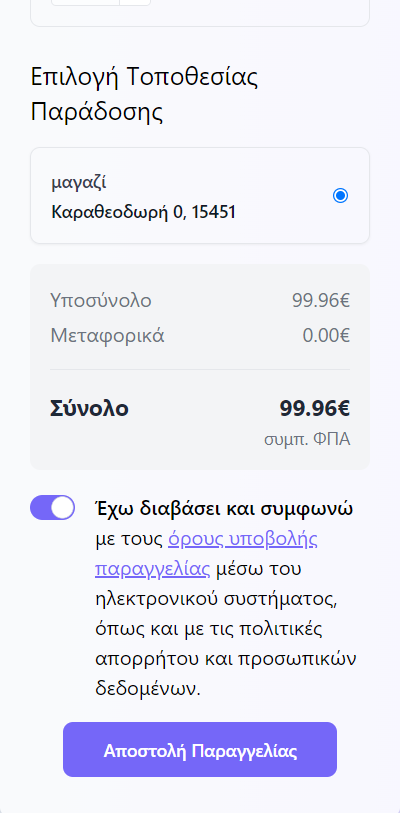 Επιλογή Τοποθεσίας
Παράδοσης
μαγαζί
Καραθεοδωρή 0, 15451
Υποσύνολο 99.96€
Μεταφορικά 0.00€
Σύνολο 99.96€
συμπ. ΦΠΑ
Έχω διαβάσει και συμφωνώ
με τους όρους υποβολής
παραγγελίας μέσω του
ηλεκτρονικού συστήματος,
όπως και με τις πολιτικές
απορρήτου και προσωπικών
δεδομένων.
Αποστολή Παραγγελίας